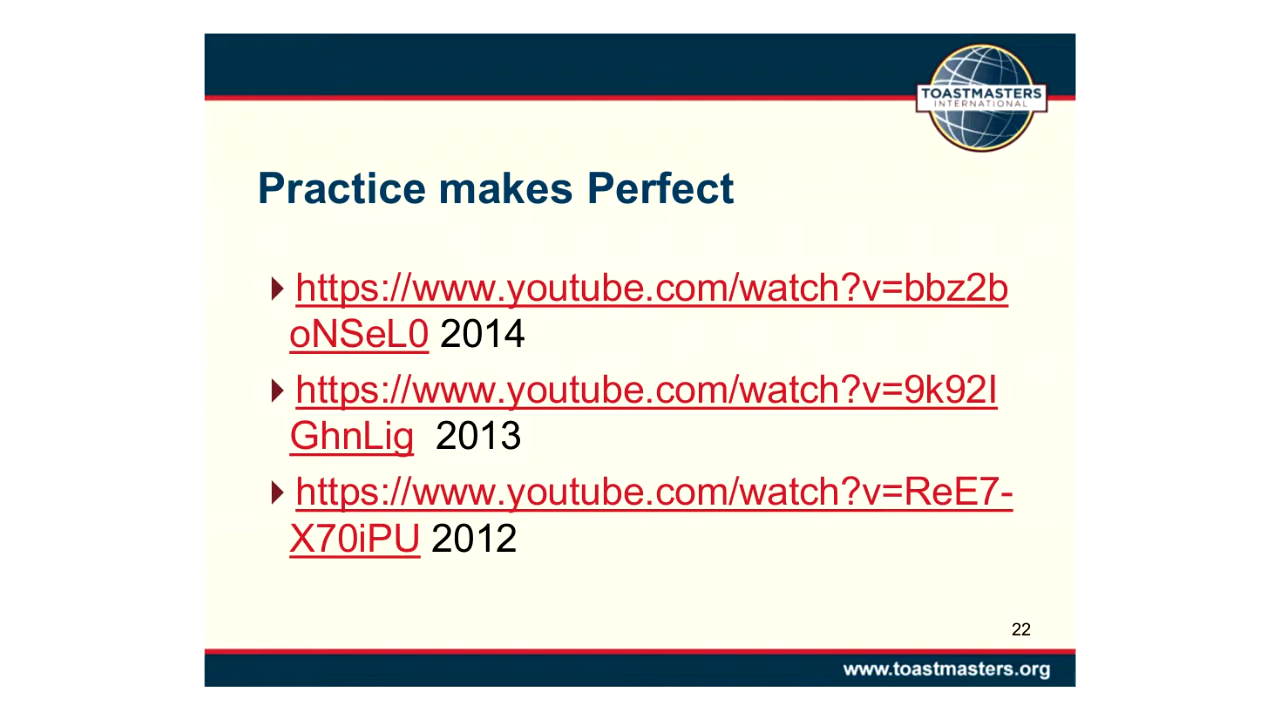 TOASTMASTERS
INTERNATIONAL
Practice makes Perfect
https://www.youtube.com/watch?v=bbz2b
oNSeL0 2014
https://www.youtube.com/watch?v=9k92I
GhnLig 2013
https://www.youtube.com/watch?v=ReE7-
X70iPU 2012
22
www.toastmasters.org